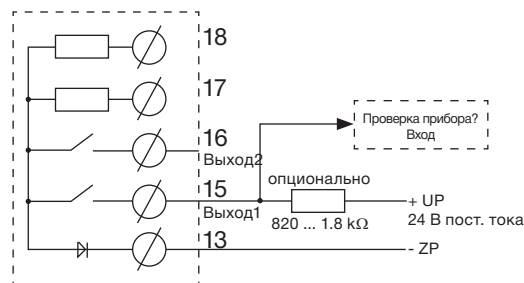 18
17
16
Выход2
Проверка прибора?
Вход
15
Выход1
опционально
820 ... 1.8 kΩ
+ UP
24 В пост. тока
13
- ZP